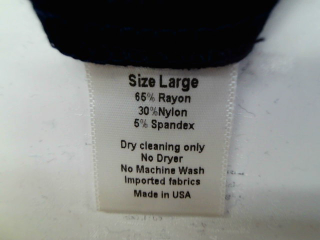 Size Large
65% Rayon
30%Nylon
5% Spandex
Dry cleaning only
No Dryer
No Machine Wash
Imported fabrics
Made in USA